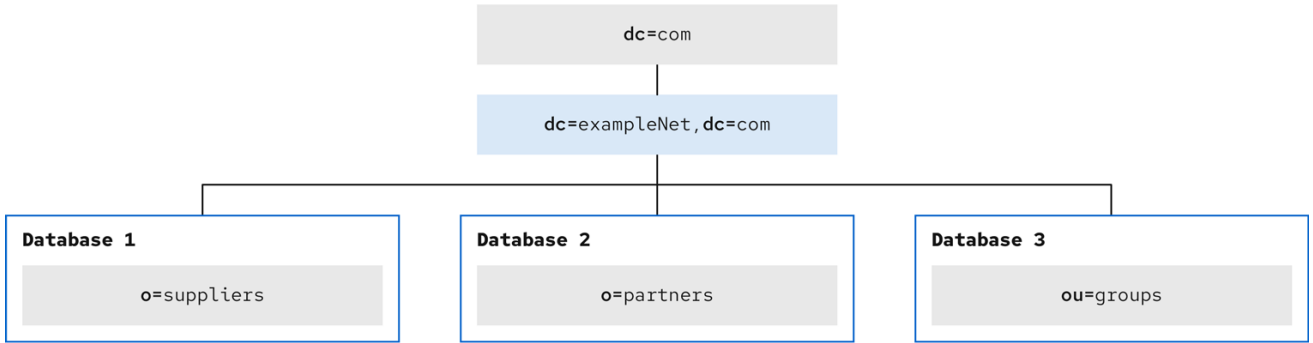 dc=com
dc=exampleNet,dc=com
Database 1
Database 2
Database 3
o=suppliers
o=partners
ou=groups